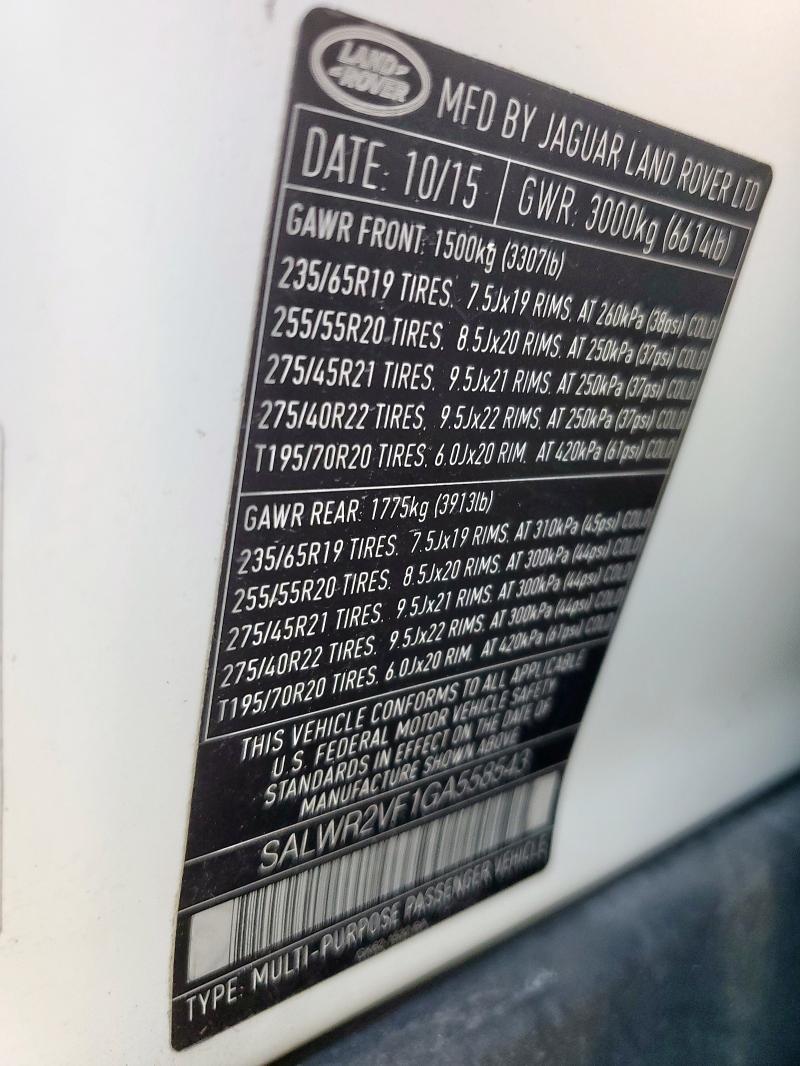 LAND
ROVER
MFD BY JAGUAR LAND ROVER LTD
DATE: 10/15 GWR: 3000kg (6614lb)
GAWR FRONT: 1500kg (3307lb)
235/65R19 TIRES. 7.5Jx19 RIMS. AT 260kPa (38psi) COLD
255/55R20 TIRES. 8.5Jx20 RIMS. AT 250kPa (37psi) COLD
275/45R21 TIRES. 9.5Jx21 RIMS. AT 250kPa (37psi) COLD
275/40R22 TIRES. 9.5Jx22 RIMS. AT 250kPa (37psi) COLD
T195/70R20 TIRES. 6.0Jx20 RIM. AT 420kPa (61psi) COLD
GAWR REAR: 1775kg (3913lb)
235/65R19 TIRES. 7.5Jx19 RIMS. AT 310kPa (45psi) COLD
255/55R20 TIRES. 8.5Jx20 RIMS. AT 300kPa (44psi) COLD
275/45R21 TIRES. 9.5Jx21 RIMS. AT 300kPa (44psi) COLD
275/40R22 TIRES. 9.5Jx22 RIMS. AT 300kPa (44psi) COLD
T195/70R20 TIRES. 6.0Jx20 RIM. AT 420kPa (61psi) COLD
THIS VEHICLE CONFORMS TO ALL APPLICABLE
U.S. FEDERAL MOTOR VEHICLE SAFETY
STANDARDS IN EFFECT ON THE DATE OF
MANUFACTURE SHOWN ABOVE
SALWR2VF1GA558543
TYPE: MULTI-PURPOSE PASSENGER VEHICLE